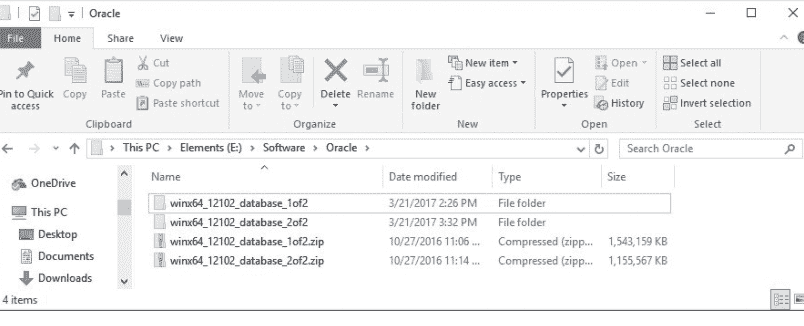 Oracle
File Home Share View
Pin to Quick access
Copy
Paste
Cut
Copy path
Paste shortcut
Clipboard
Move to
Copy to
Delete
Rename
Organize
New folder
New item
Easy access
New
Properties
Open
Edit
History
Open
Select all
Select none
Invert selection
Select
This PC > Elements (E:) > Software > Oracle >
Search Oracle
OneDrive
This PC
Desktop
Documents
Downloads
Name Date modified Type Size
winx64_12102_database_1of2 3/21/2017 2:26 PM File folder
winx64_12102_database_2of2 3/21/2017 3:32 PM File folder
winx64_12102_database_1of2.zip 10/27/2016 11:06 ... Compressed (zipp... 1,543,159 KB
winx64_12102_database_2of2.zip 10/27/2016 11:14 ... Compressed (zipp... 1,155,567 KB
4 items